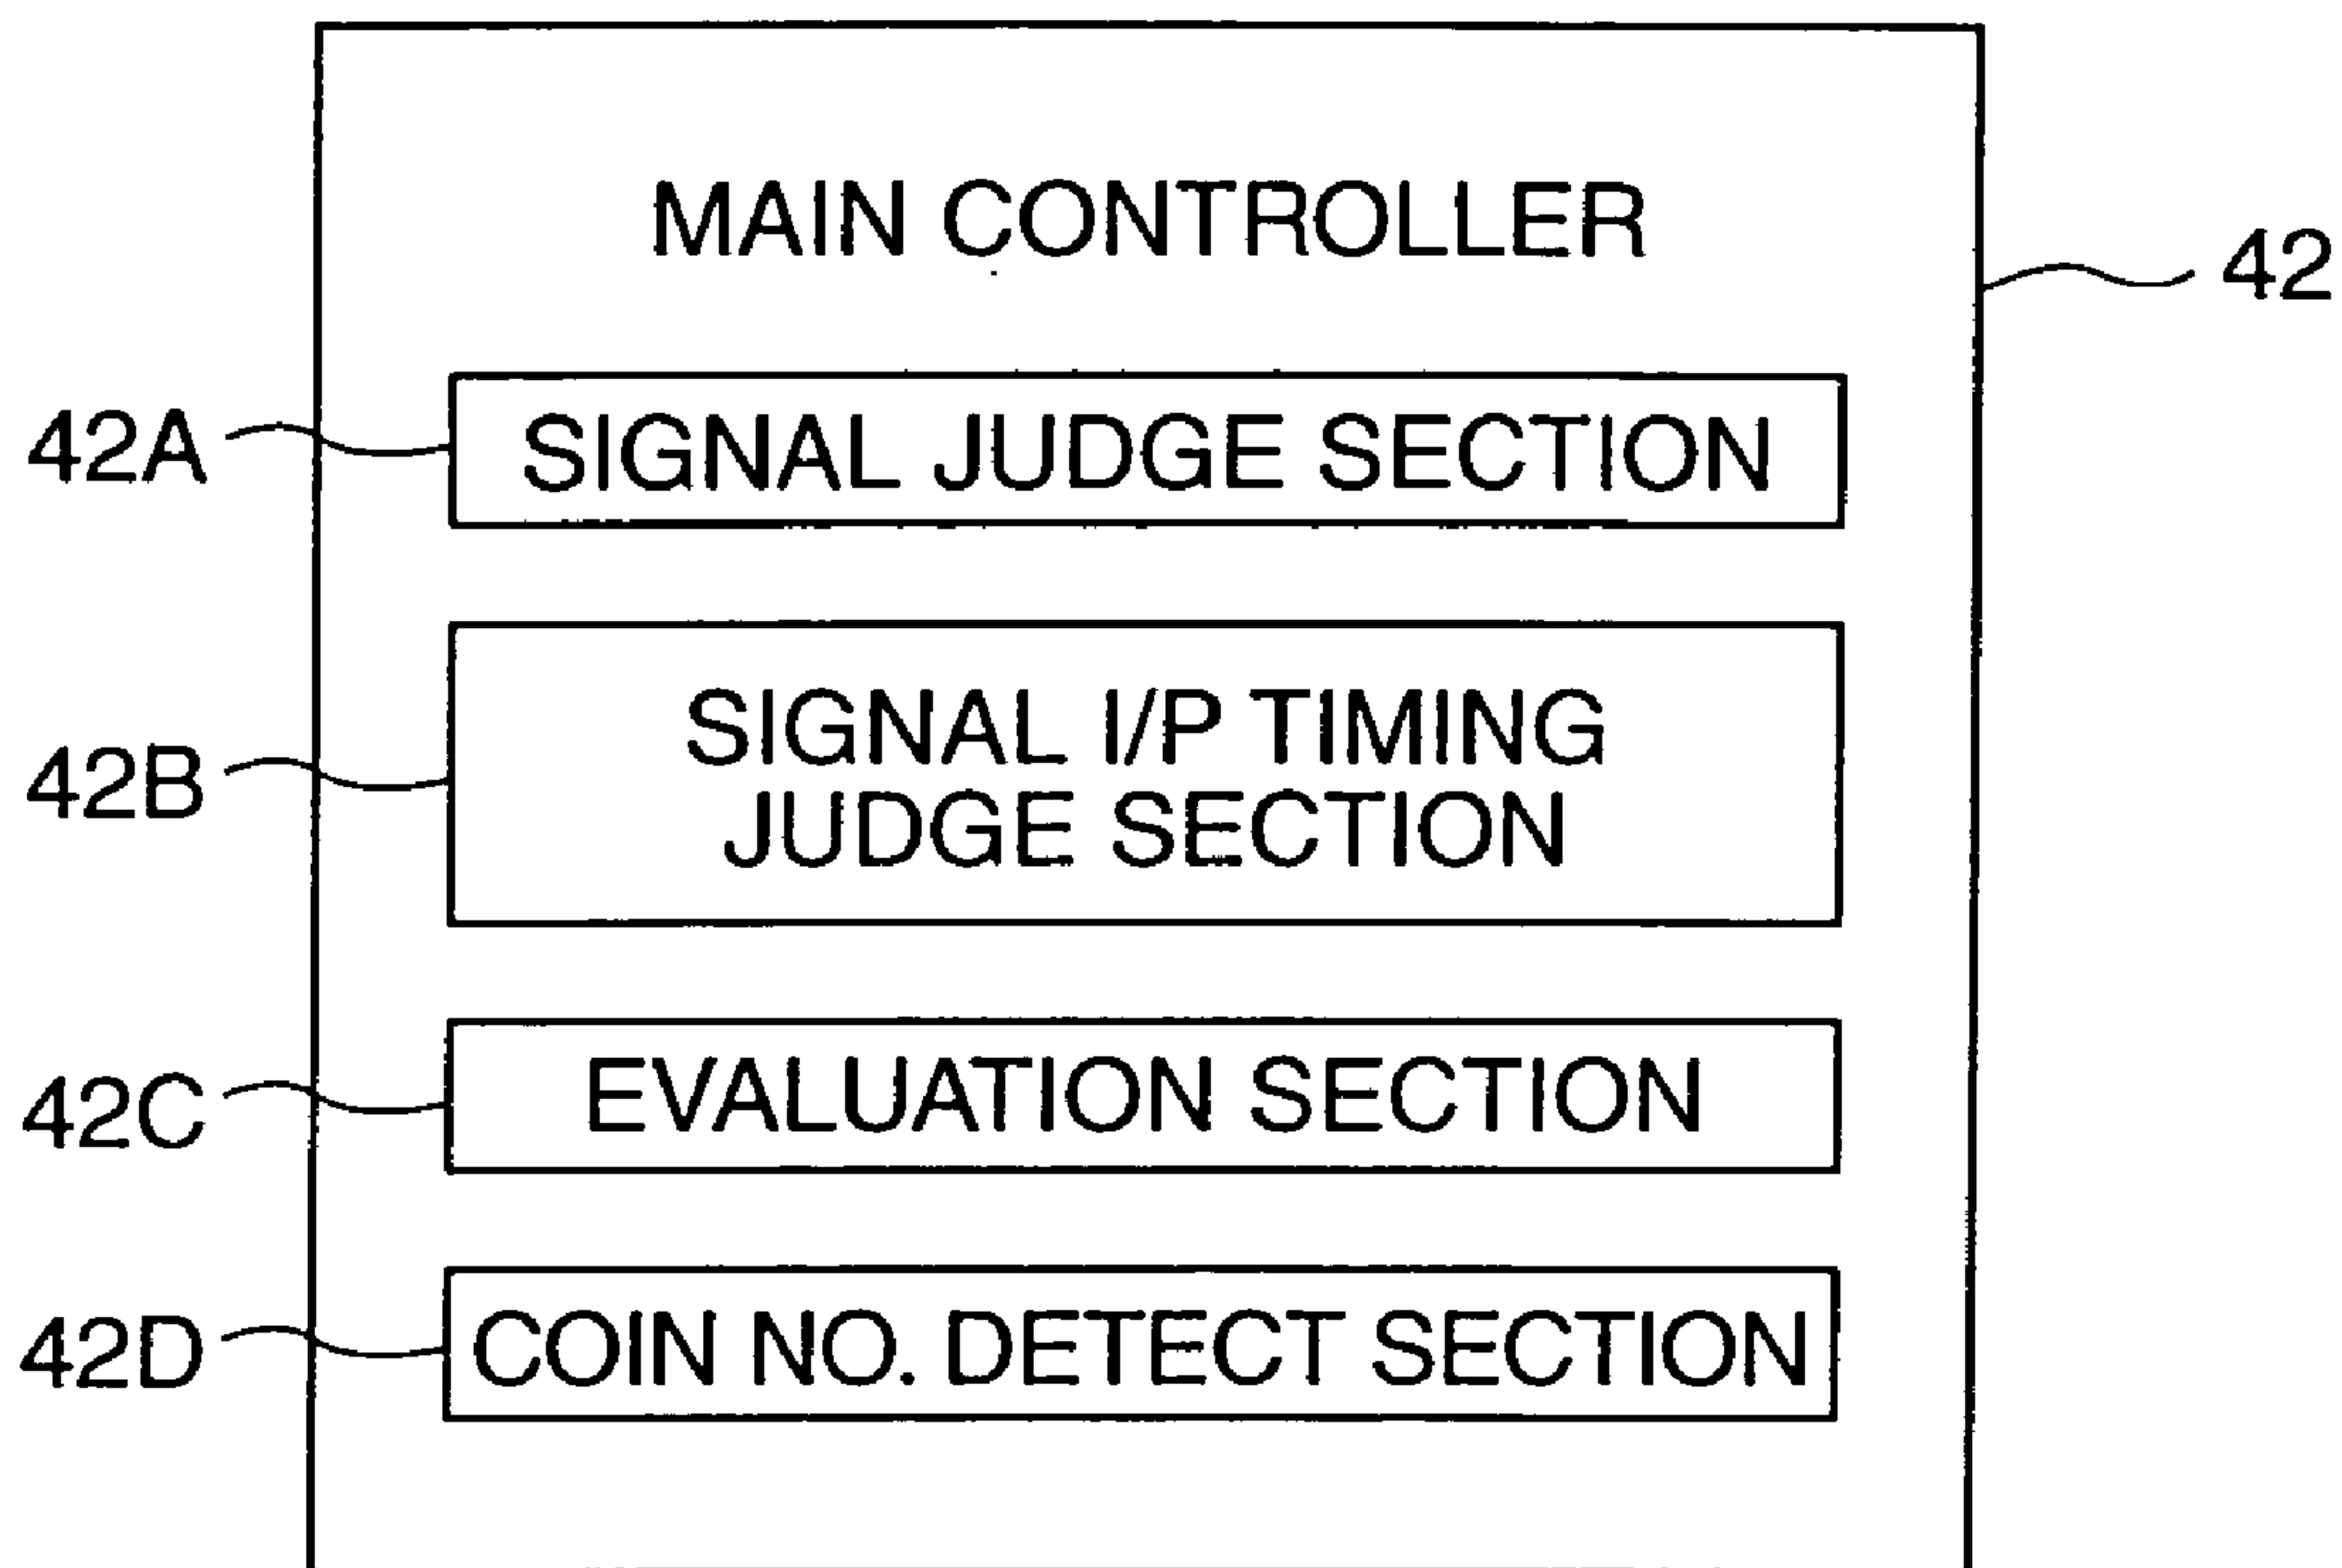 MAIN CONTROLLER
42
42A
SIGNAL JUDGE SECTION
42B
SIGNAL I/P TIMING
JUDGE SECTION
42C
EVALUATION SECTION
42D
COIN NO. DETECT SECTION